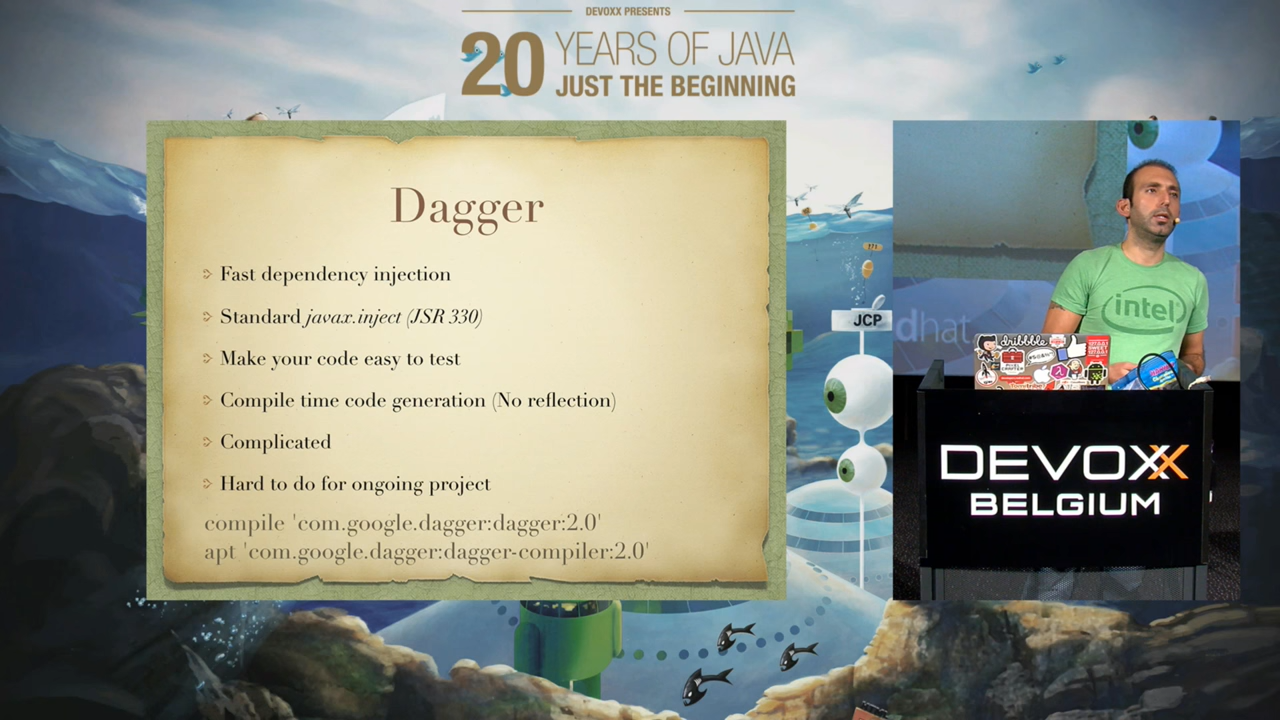 DEVOXX PRESENTS
20 YEARS OF JAVA
JUST THE BEGINNING
Dagger
Fast dependency injection
Standard javax.inject (JSR 330)
Make your code easy to test
Compile time code generation (No reflection)
Complicated
Hard to do for ongoing project
compile 'com.google.dagger:dagger:2.0'
apt 'com.google.dagger:dagger-compiler:2.0'
JCP
dhat
intel
dribbble
DEVOXX
BELGIUM